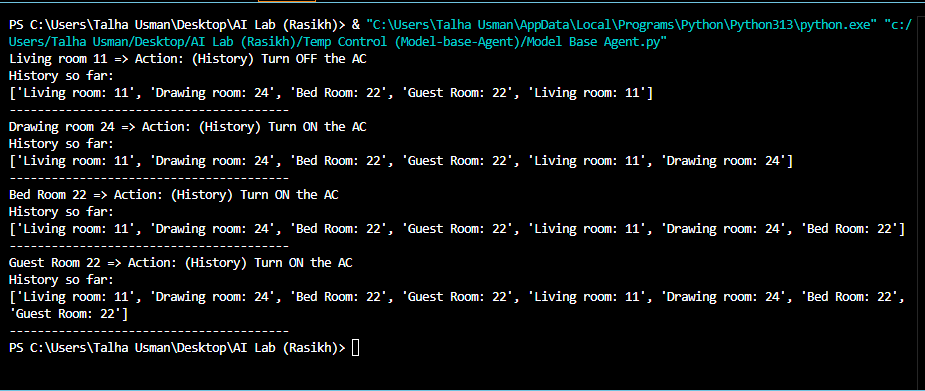 PS C:\Users\Talha Usman\Desktop\AI Lab (Rasikh)> & "C:\Users\Talha Usman\AppData\Local\Programs\Python\Python313\python.exe" "c:/
Users/Talha Usman/Desktop/AI Lab (Rasikh)/Temp Control (Model-base-Agent)/Model Base Agent.py"
Living room 11 => Action: (History) Turn OFF the AC
History so far:
['Living room: 11', 'Drawing room: 24', 'Bed Room: 22', 'Guest Room: 22', 'Living room: 11']
----------------------------------------
Drawing room 24 => Action: (History) Turn ON the AC
History so far:
['Living room: 11', 'Drawing room: 24', 'Bed Room: 22', 'Guest Room: 22', 'Living room: 11', 'Drawing room: 24']
----------------------------------------
Bed Room 22 => Action: (History) Turn ON the AC
History so far:
['Living room: 11', 'Drawing room: 24', 'Bed Room: 22', 'Guest Room: 22', 'Living room: 11', 'Drawing room: 24', 'Bed Room: 22']
----------------------------------------
Guest Room 22 => Action: (History) Turn ON the AC
History so far:
['Living room: 11', 'Drawing room: 24', 'Bed Room: 22', 'Guest Room: 22', 'Living room: 11', 'Drawing room: 24', 'Bed Room: 22',
'Guest Room: 22']
----------------------------------------
PS C:\Users\Talha Usman\Desktop\AI Lab (Rasikh)>